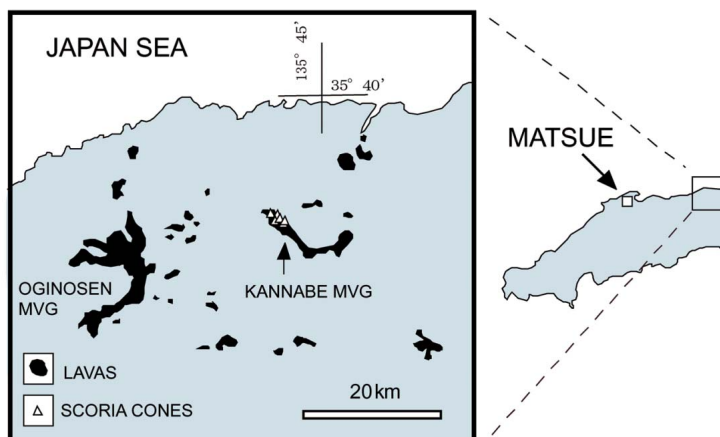 JAPAN SEA
135° 45'
35° 40'
MATSUE
OGINOSEN
MVG
KANNABE MVG
LAVAS
SCORIA CONES
20km